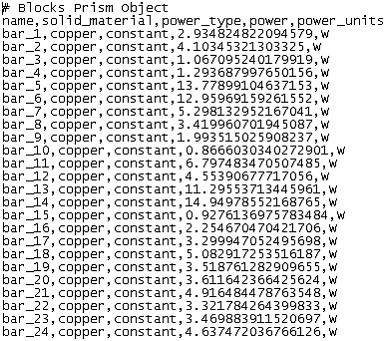 # Blocks Prism Object
name,solid_material,power_type,power,power_units
bar_1,copper,constant,2.934824822094579,w
bar_2,copper,constant,4.10345321303325,w
bar_3,copper,constant,1.067095240179919,w
bar_4,copper,constant,1.293687997650156,w
bar_5,copper,constant,13.77899104637153,w
bar_6,copper,constant,12.95969159261552,w
bar_7,copper,constant,5.298132952167041,w
bar_8,copper,constant,3.419960701945087,w
bar_9,copper,constant,1.993515025908237,w
bar_10,copper,constant,0.8666030340272901,w
bar_11,copper,constant,6.797483470507485,w
bar_12,copper,constant,4.553906777717056,w
bar_13,copper,constant,11.29553713445961,w
bar_14,copper,constant,14.94978552168765,w
bar_15,copper,constant,0.9276136975783484,w
bar_16,copper,constant,2.254670470421706,w
bar_17,copper,constant,3.299947052495698,w
bar_18,copper,constant,5.082917253516187,w
bar_19,copper,constant,3.518761282909655,w
bar_20,copper,constant,3.611642366425624,w
bar_21,copper,constant,4.916484478763548,w
bar_22,copper,constant,3.321784264399833,w
bar_23,copper,constant,3.469883911520697,w
bar_24,copper,constant,4.637472036766126,w